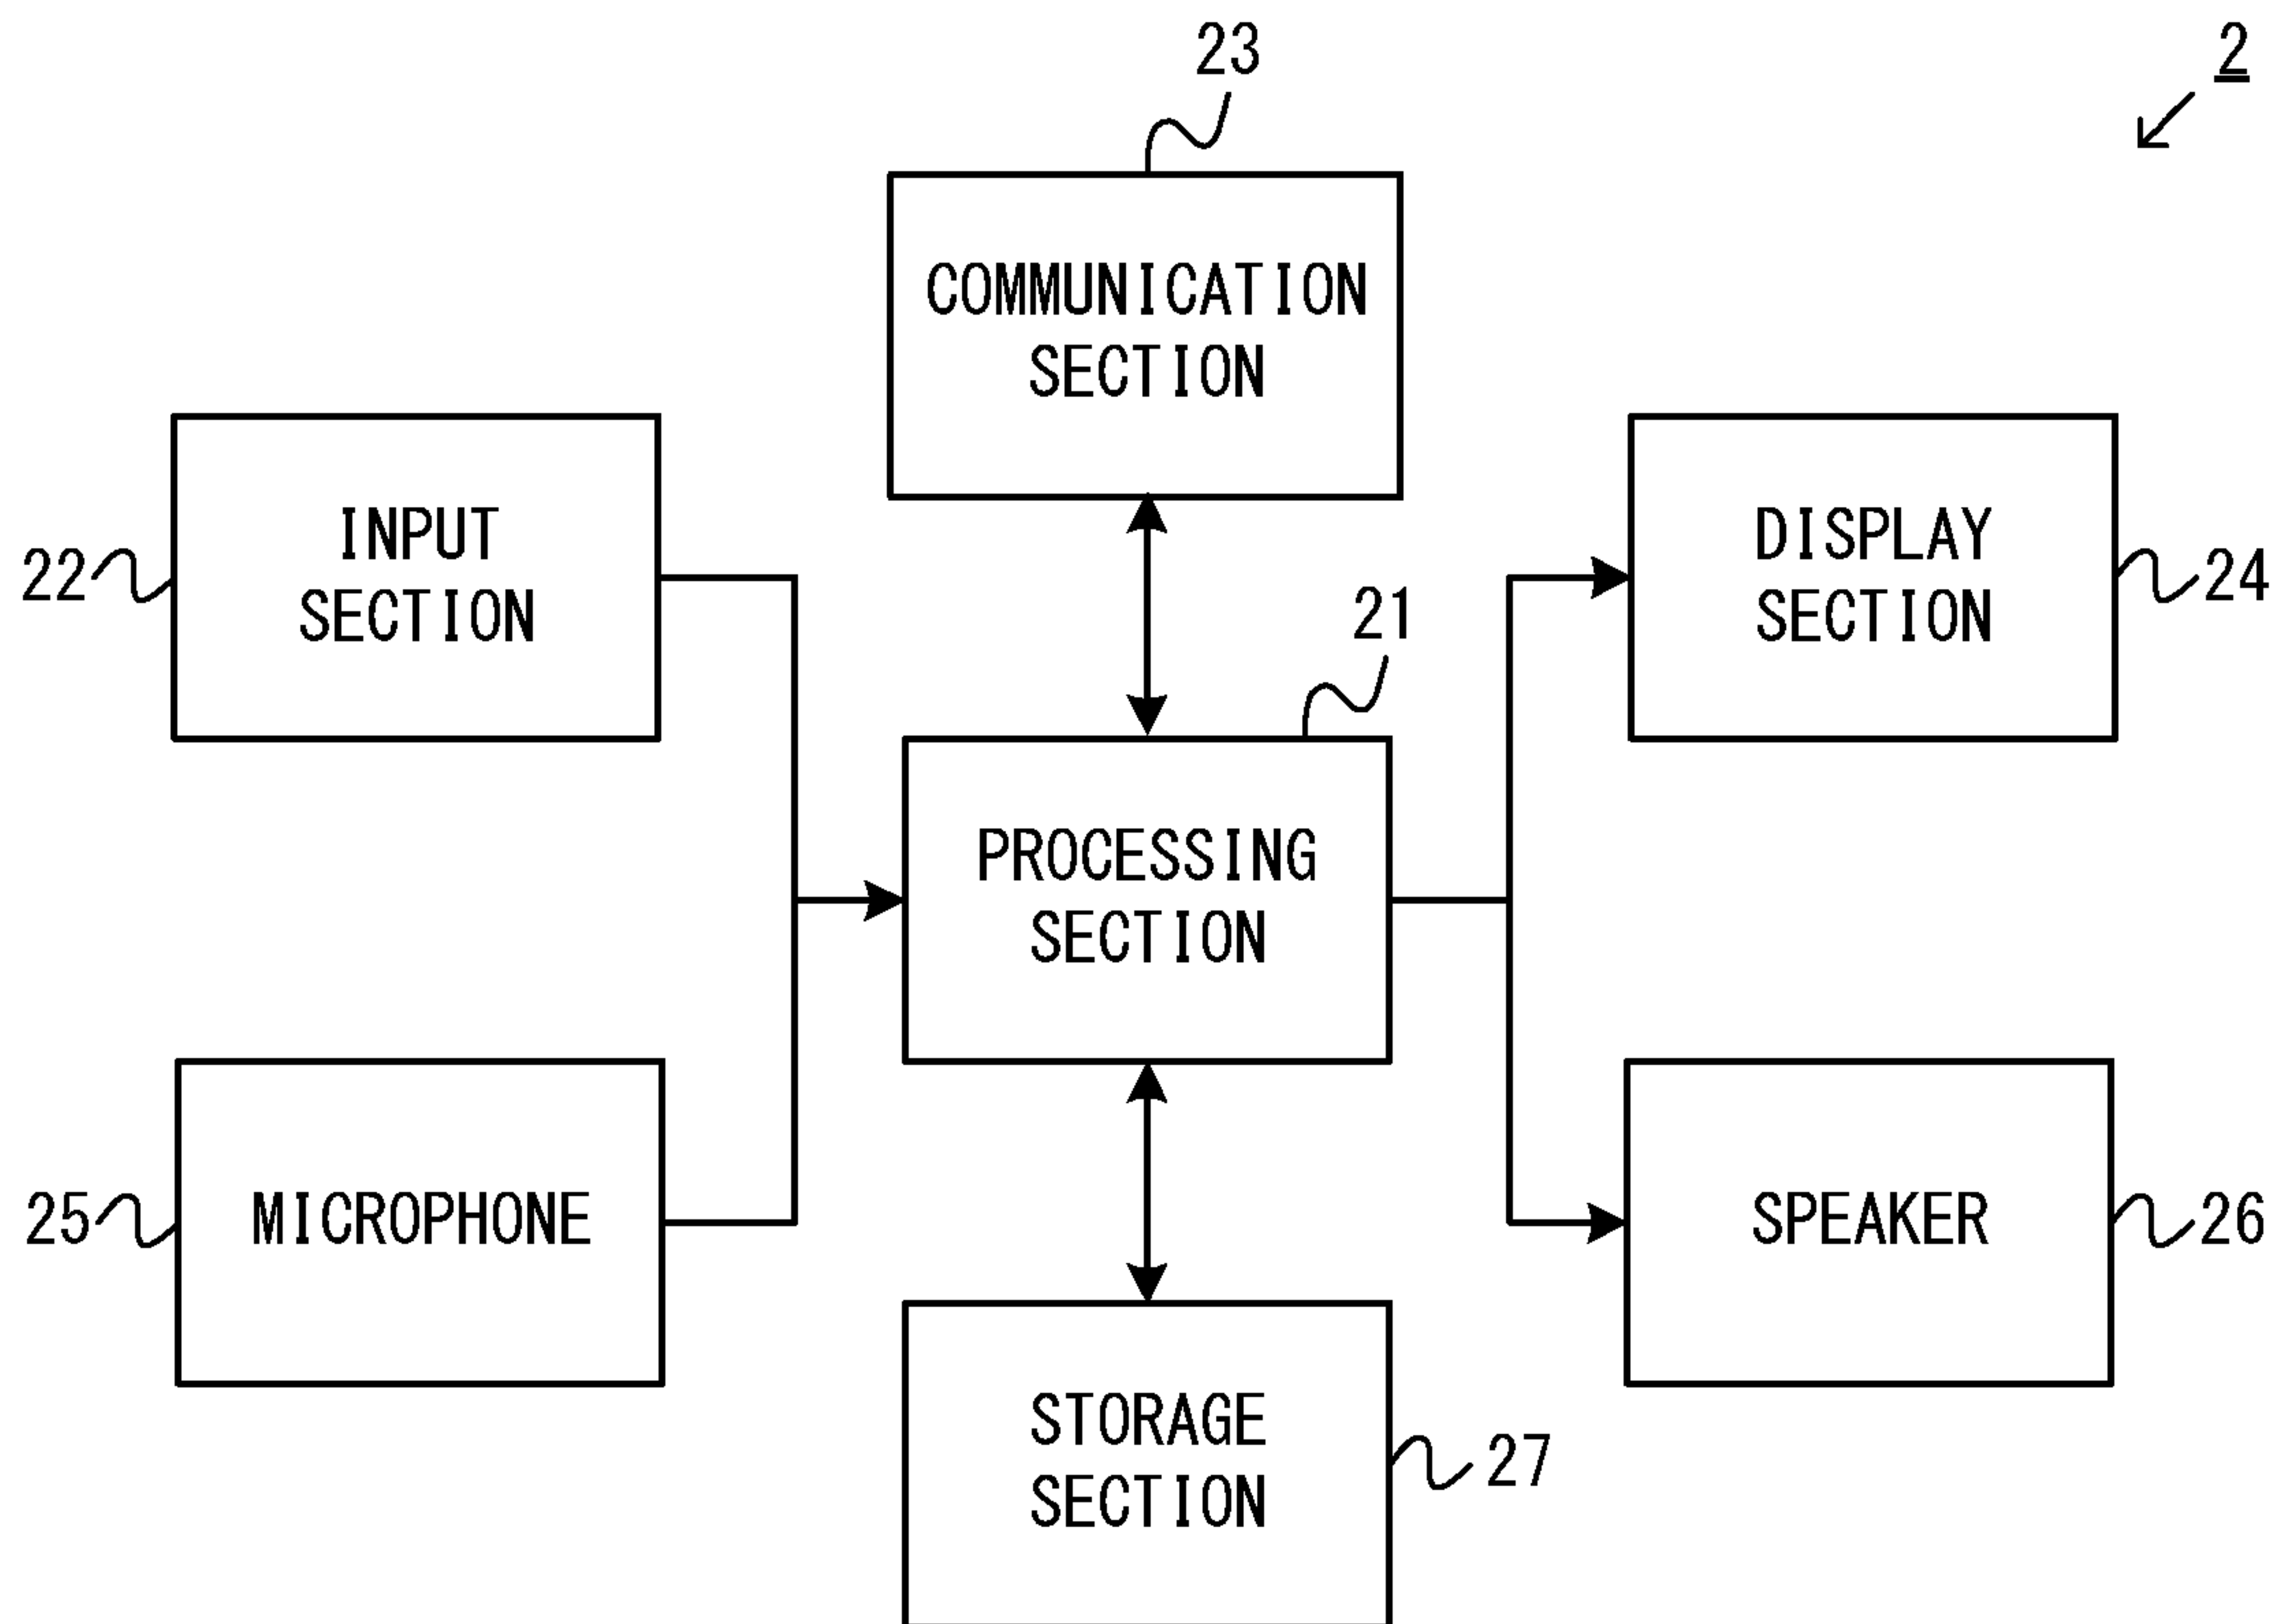 23
2
COMMUNICATION
SECTION
INPUT
SECTION
22
DISPLAY
SECTION
24
21
PROCESSING
SECTION
25
MICROPHONE
SPEAKER
26
STORAGE
SECTION
27